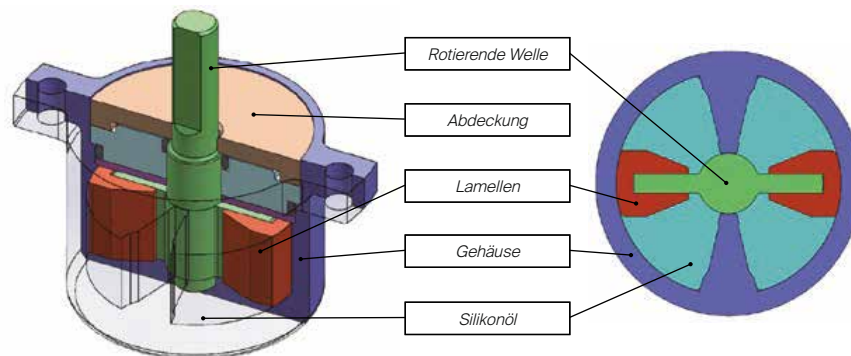 Rotierende Welle
Abdeckung
Lamellen
Gehäuse
Silikonöl